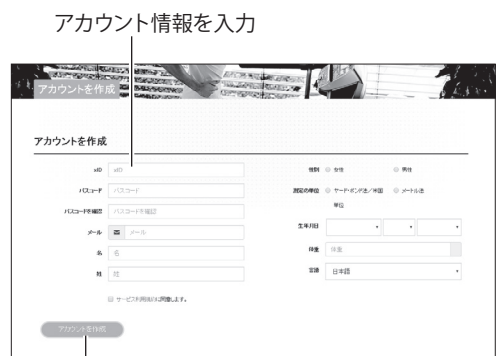 アカウント情報を入力
アカウントを作成
アカウントを作成
xID xID
パスコード パスコード
パスコードを確認 パスコードを確認
メール メール
名 名
姓 姓
サービス利用規約に同意します。
性別 女性 男性
測定の単位 ヤード・ポンド法／米国 メートル法
単位
生年月日
体重 体重
言語 日本語
アカウントを作成